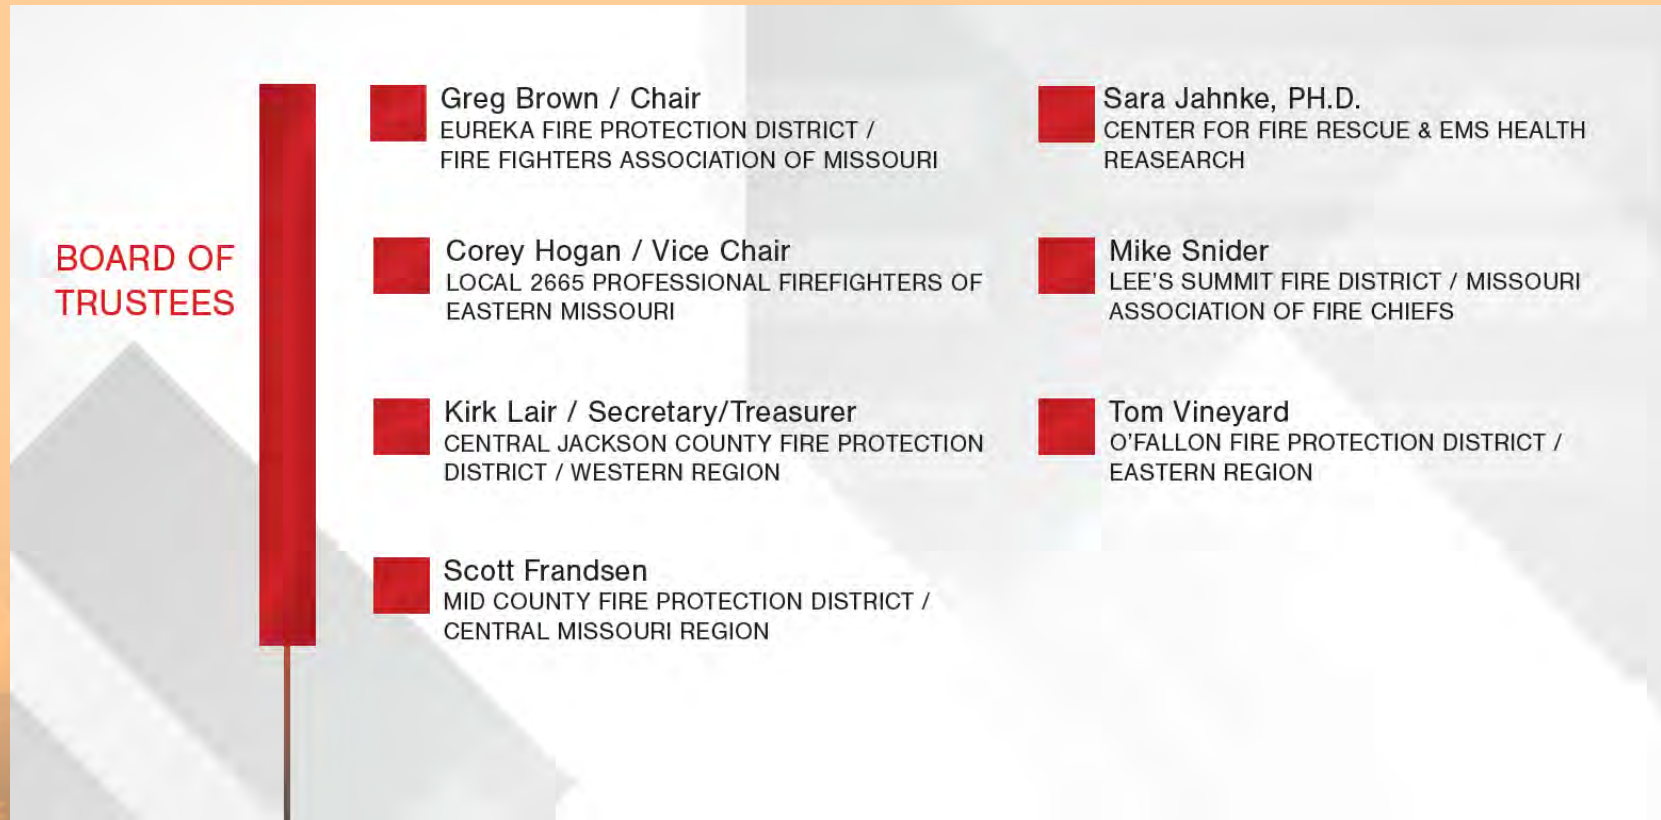 BOARD OF
TRUSTEES
Greg Brown / Chair
EUREKA FIRE PROTECTION DISTRICT /
FIRE FIGHTERS ASSOCIATION OF MISSOURI
Corey Hogan / Vice Chair
LOCAL 2665 PROFESSIONAL FIREFIGHTERS OF
EASTERN MISSOURI
Kirk Lair / Secretary/Treasurer
CENTRAL JACKSON COUNTY FIRE PROTECTION
DISTRICT / WESTERN REGION
Scott Frandsen
MID COUNTY FIRE PROTECTION DISTRICT /
CENTRAL MISSOURI REGION
Sara Jahnke, PH.D.
CENTER FOR FIRE RESCUE & EMS HEALTH
REASEARCH
Mike Snider
LEE'S SUMMIT FIRE DISTRICT / MISSOURI
ASSOCIATION OF FIRE CHIEFS
Tom Vineyard
O'FALLON FIRE PROTECTION DISTRICT /
EASTERN REGION